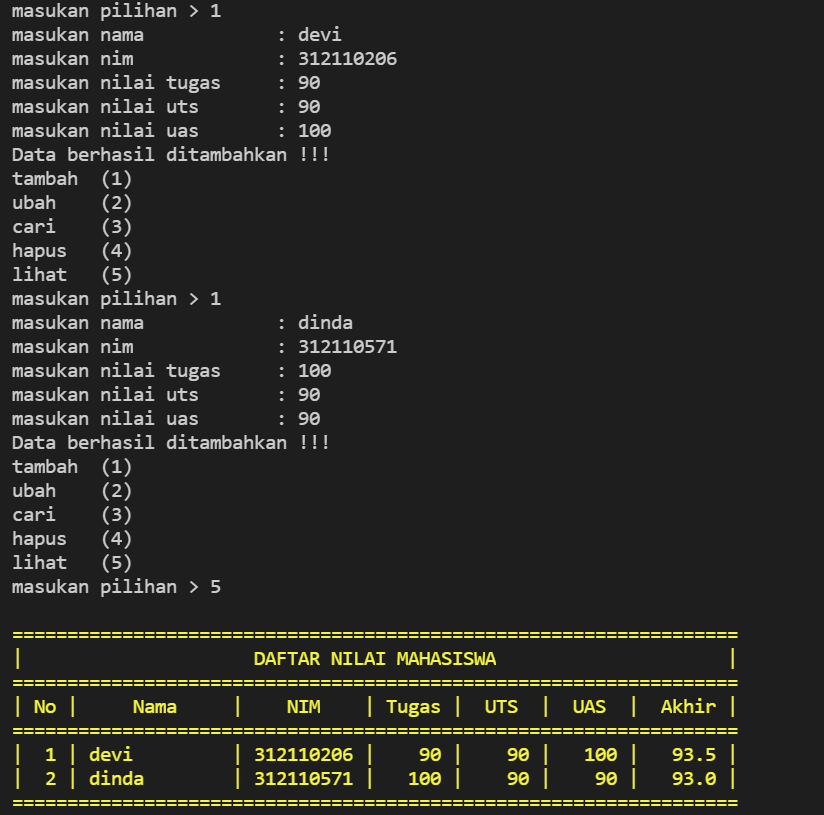 masukan pilihan > 1
masukan nama            : devi
masukan nim             : 312110206
masukan nilai tugas     : 90
masukan nilai uts       : 90
masukan nilai uas       : 100
Data berhasil ditambahkan !!!
tambah  (1)
ubah    (2)
cari    (3)
hapus   (4)
lihat   (5)
masukan pilihan > 1
masukan nama            : dinda
masukan nim             : 312110571
masukan nilai tugas     : 100
masukan nilai uts       : 90
masukan nilai uas       : 90
Data berhasil ditambahkan !!!
tambah  (1)
ubah    (2)
cari    (3)
hapus   (4)
lihat   (5)
masukan pilihan > 5
==================================================================
|                     DAFTAR NILAI MAHASISWA                     |
==================================================================
| No |     Nama     |    NIM    | Tugas |  UTS  |  UAS  |  Akhir |
==================================================================
|  1 | devi         | 312110206 |    90 |    90 |   100 |   93.5 |
|  2 | dinda        | 312110571 |   100 |    90 |    90 |   93.0 |
==================================================================